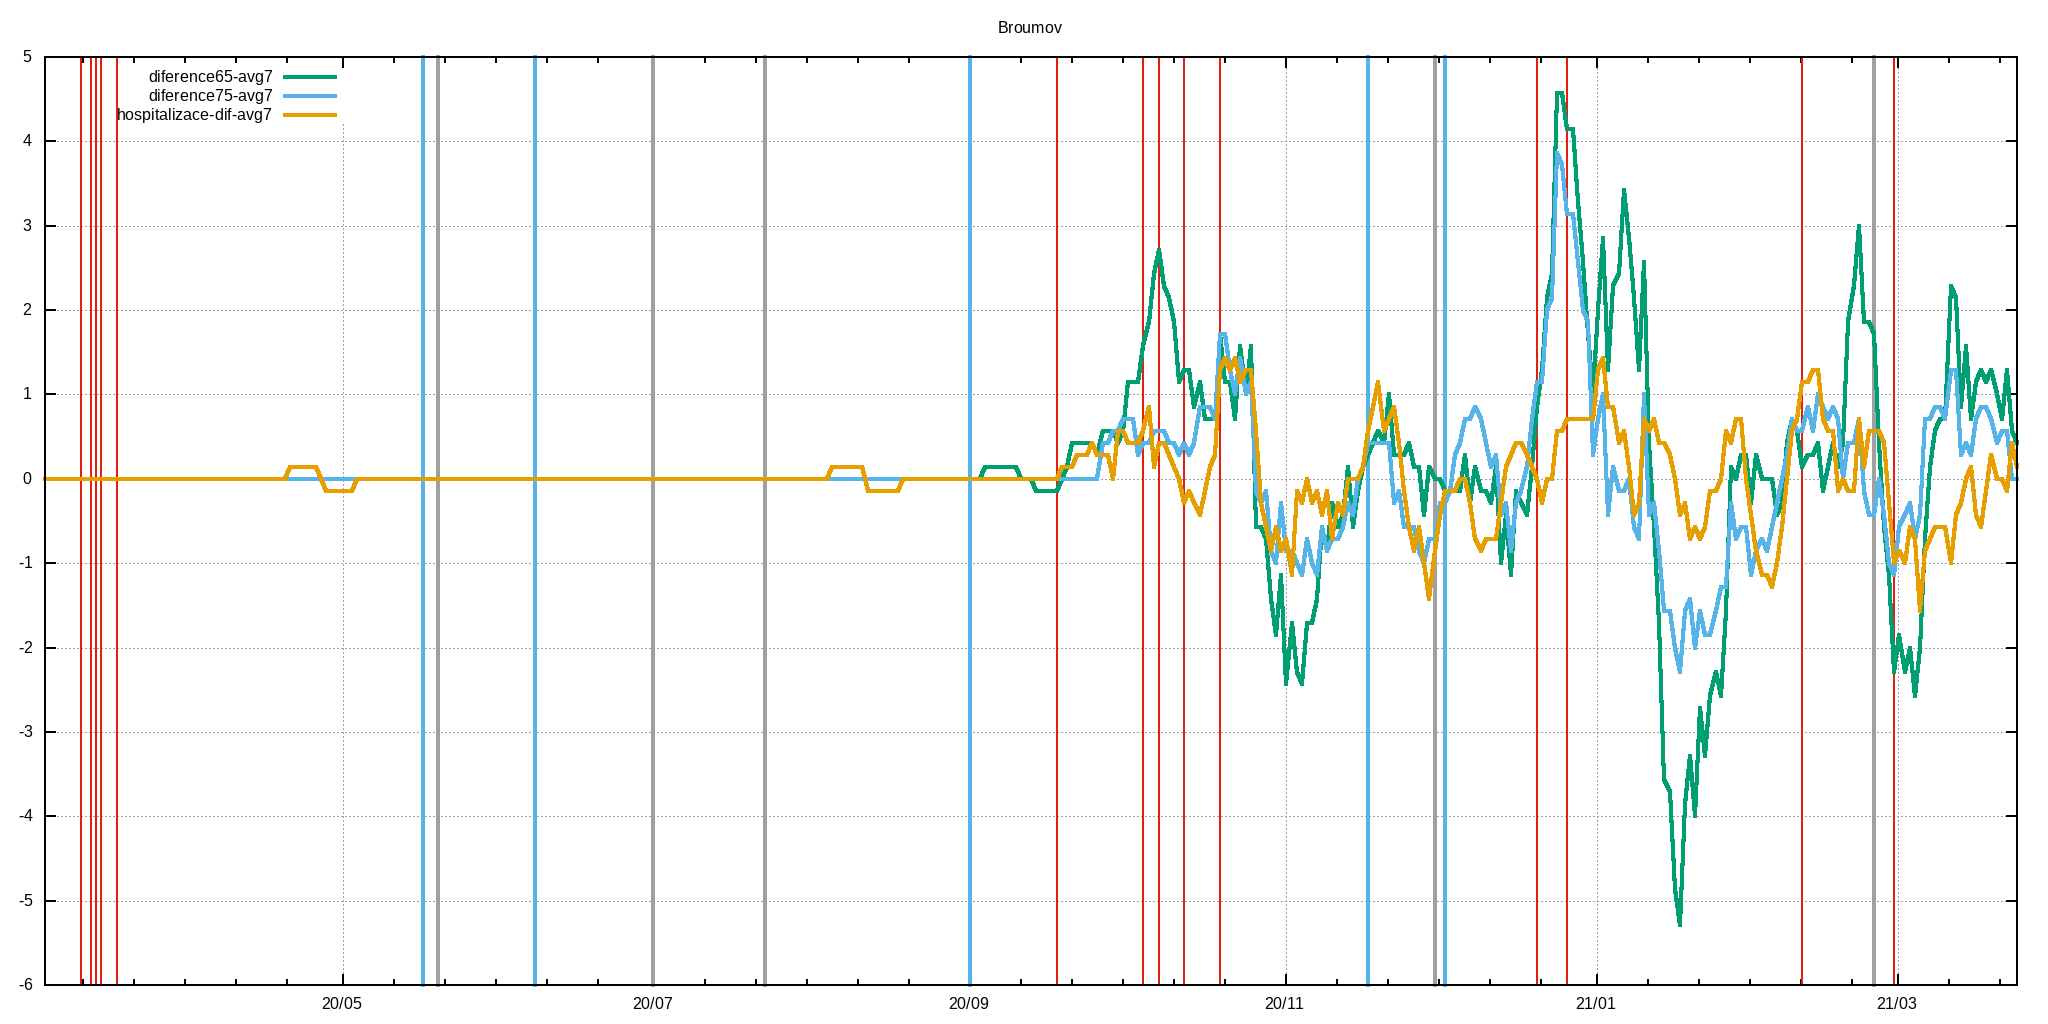 Broumov
diference65-avg7
diference75-avg7
hospitalizace-dif-avg7
5
4
3
2
1
0
-1
-2
-3
-4
-5
-6
20/05 20/07 20/09 20/11 21/01 21/03